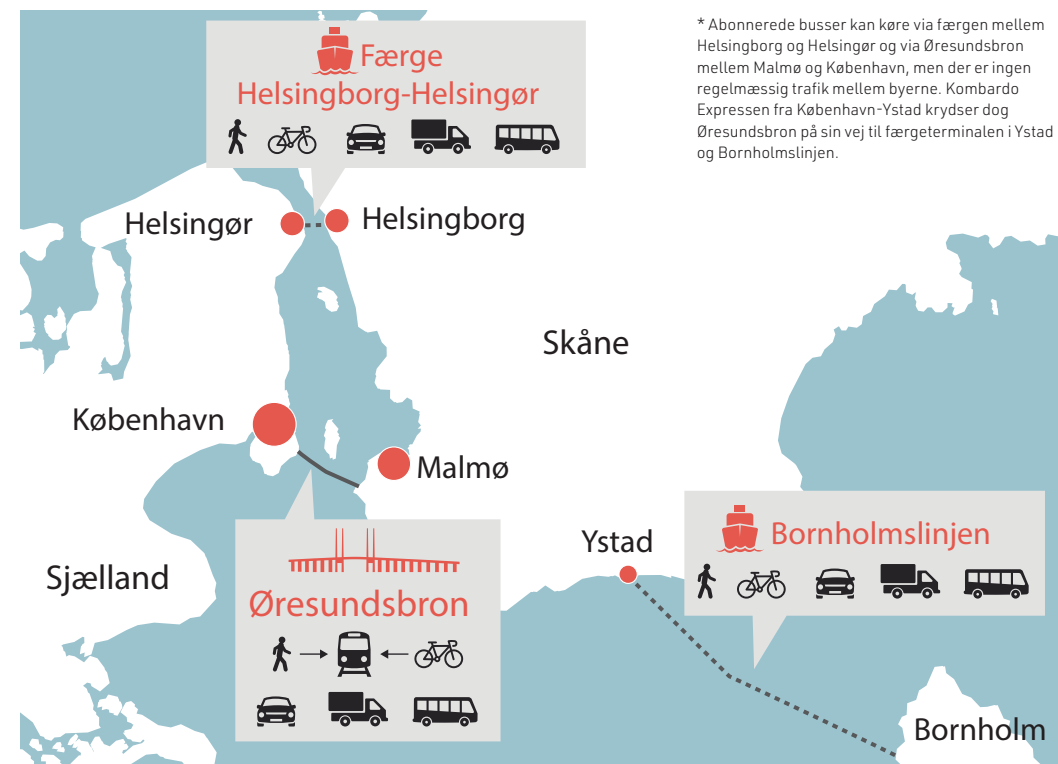 * Abonnerede busser kan køre via færgen mellem
Helsingborg og Helsingør og via Øresundsbron
mellem Malmø og København, men der er ingen
regelmæssig trafik mellem byerne. Kombardo
Expressen fra København-Ystad krydser dog
Øresundsbron på sin vej til færgeterminalen i Ystad
og Bornholmslinjen.
Færge
Helsingborg-Helsingør
Helsingør
Helsingborg
Skåne
København
Malmø
Ystad
Bornholmslinjen
Sjælland
Øresundsbron
Bornholm